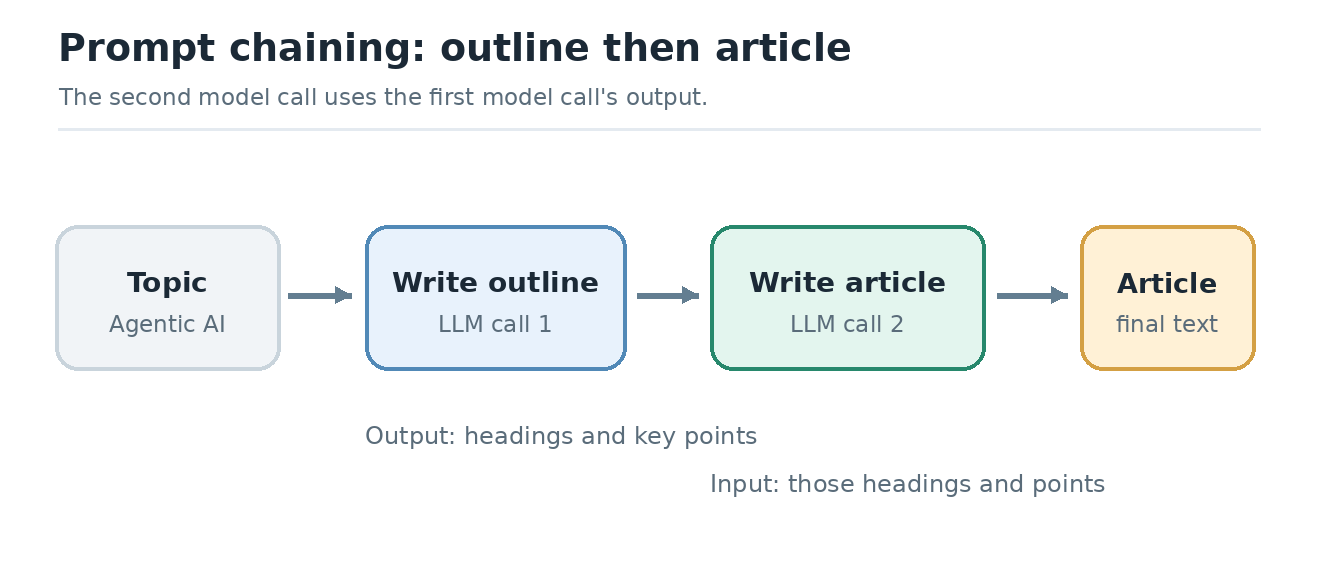 Prompt chaining: outline then article
The second model call uses the first model call's output.
Topic
Agentic AI
Write outline
LLM call 1
Write article
LLM call 2
Article
final text
Output: headings and key points
Input: those headings and points